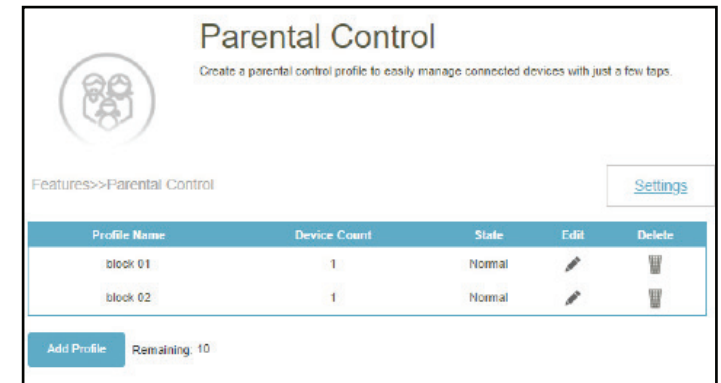 Parental Control
Create a parental control profile to easily manage connected devices with just a few taps.
Features>>Parental Control
Settings
Profile Name Device Count State Edit Delete
block 01 1 Normal
block 02 1 Normal
Add Profile Remaining: 10